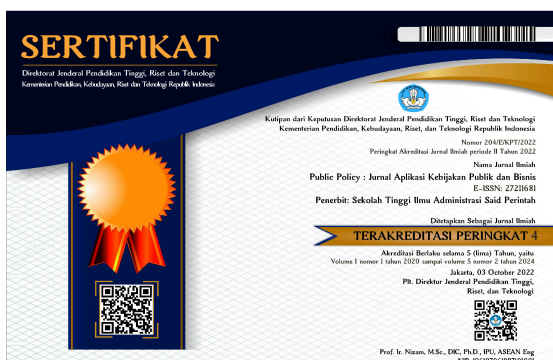 SERTIFIKAT
Direktorat Jenderal Pendidikan Tinggi, Riset dan Teknologi
Kementerian Pendidikan, Kebudayaan, Riset dan Teknologi Republik Indonesia
Kutipan dari Keputusan Direktorat Jenderal Pendidikan Tinggi, Riset dan Teknologi
Kementerian Pendidikan, Kebudayaan, Riset, dan Teknologi Republik Indonesia
Nomor 204/E/KPT/2022
Peringkat Akreditasi Jurnal Ilmiah periode II Tahun 2022
Nama Jurnal Ilmiah
Public Policy : Jurnal Aplikasi Kebijakan Publik dan Bisnis
E-ISSN: 27211681
Penerbit: Sekolah Tinggi Ilmu Administrasi Said Perintah
Ditetapkan Sebagai Jurnal Ilmiah
TERAKREDITASI PERINGKAT 4
Akreditasi Berlaku selama 5 (lima) Tahun, yaitu
Volume 1 nomor 1 tahun 2020 sampai volume 5 nomor 2 tahun 2024
Jakarta, 03 October 2022
Plt. Direktur Jenderal Pendidikan Tinggi,
Riset, dan Teknologi
Prof. Ir. Nizam, M.Sc., DIC, Ph.D., IPU, ASEAN Eng